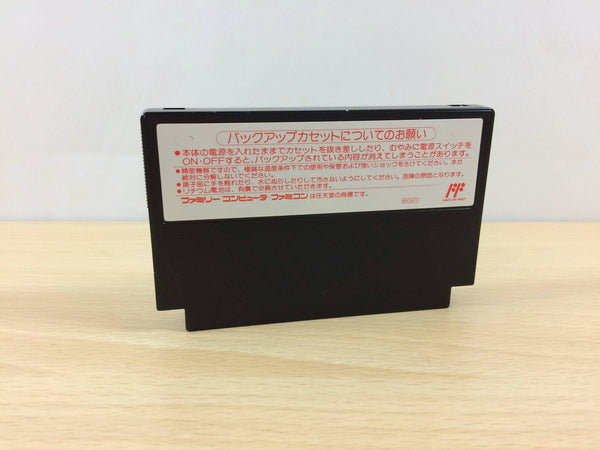 バックアップカセットについてのお願い
●本体の電源を入れたままでカセットを抜き差ししたり、むやみに電源スイッチを
ON・OFFすると、バックアップされている内容が消えてしまうことがあります。
●精密機器ですので、極端な温度条件下での使用や保管および強いショックをさけてください。また
絶対に分解しないでください。
●端子部に手を触れたり、水にぬらしたりして汚さないようにしてください。故障の原因となります。
●リチウム電池は、有償で交換させていただきます。
ファミリーコンピュータ・ファミコンは任天堂の商標です。